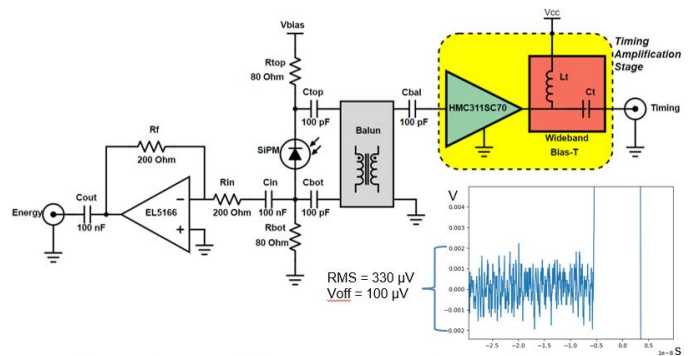 Vcc
Timing
Amplification
Stage
Vbias
Rtop
80 Ohm
Ctop
100 pF
Cbal
100 pF
HMC311SC70
Lt
Ct
Timing
Wideband
Bias-T
Balun
SiPM
Rf
200 Ohm
Cout
100 nF
Energy
EL5166
-
+
Rin
200 Ohm
Cin
100 nF
Cbot
100 pF
Rbot
80 Ohm
RMS = 330 µV
Voff = 100 µV
V
0.004
0.003
0.002
0.001
0.000
-0.001
-0.002
-2.5 -2.0 -1.5 -1.0 -0.5 0.0 0.5
1e-8 S